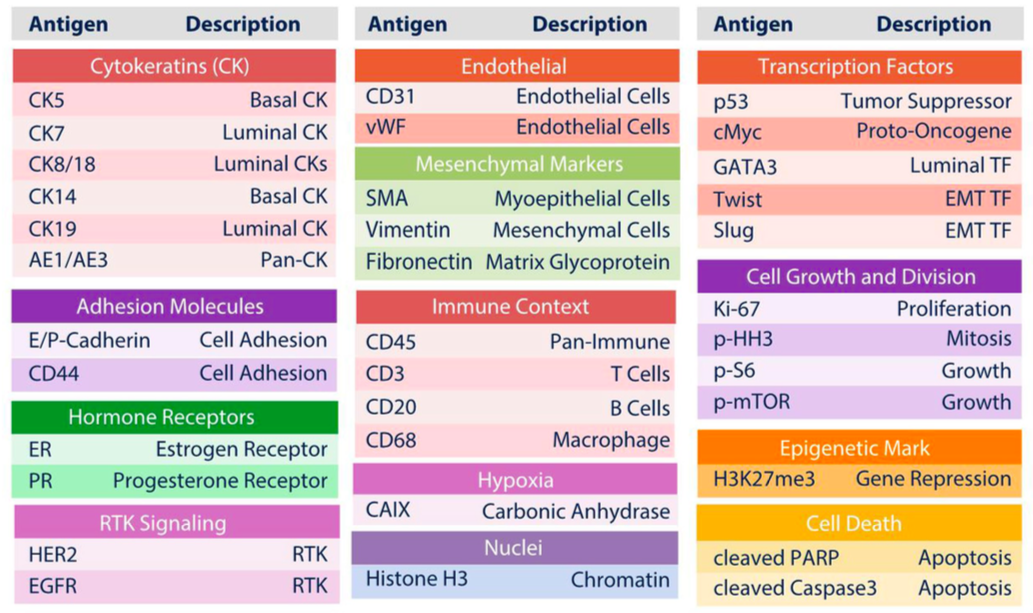 Antigen Description
Cytokeratins (CK)
CK5 Basal CK
CK7 Luminal CK
CK8/18 Luminal CKs
CK14 Basal CK
CK19 Luminal CK
AE1/AE3 Pan-CK
Adhesion Molecules
E/P-Cadherin Cell Adhesion
CD44 Cell Adhesion
Hormone Receptors
ER Estrogen Receptor
PR Progesterone Receptor
RTK Signaling
HER2 RTK
EGFR RTK
Antigen Description
Endothelial
CD31 Endothelial Cells
vWF Endothelial Cells
Mesenchymal Markers
SMA Myoepithelial Cells
Vimentin Mesenchymal Cells
Fibronectin Matrix Glycoprotein
Immune Context
CD45 Pan-Immune
CD3 T Cells
CD20 B Cells
CD68 Macrophage
Hypoxia
CAIX Carbonic Anhydrase
Nuclei
Histone H3 Chromatin
Antigen Description
Transcription Factors
p53 Tumor Suppressor
cMyc Proto-Oncogene
GATA3 Luminal TF
Twist EMT TF
Slug EMT TF
Cell Growth and Division
Ki-67 Proliferation
p-HH3 Mitosis
p-S6 Growth
p-mTOR Growth
Epigenetic Mark
H3K27me3 Gene Repression
Cell Death
cleaved PARP Apoptosis
cleaved Caspase3 Apoptosis